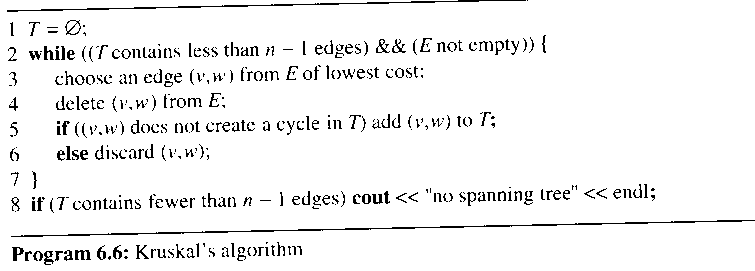 1 T = ∅;
2 while ((T contains less than n − 1 edges) && (E not empty)) {
3 choose an edge (v,w) from E of lowest cost;
4 delete (v,w) from E;
5 if ((v,w) does not create a cycle in T) add (v,w) to T;
6 else discard (v,w);
7 }
8 if (T contains fewer than n − 1 edges) cout << "no spanning tree" << endl;
Program 6.6: Kruskal's algorithm